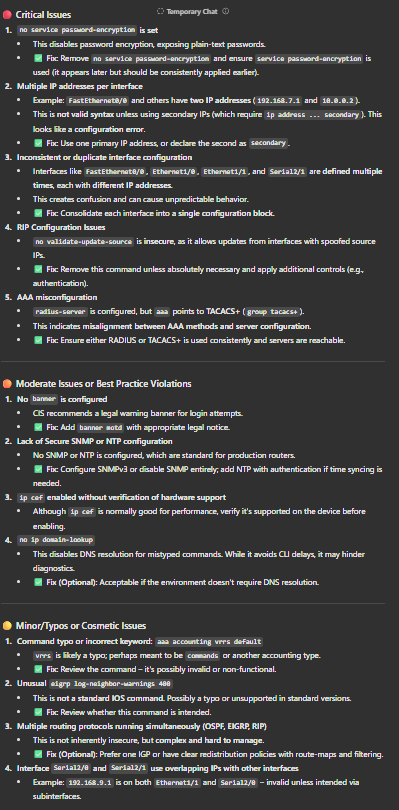 Temporary Chat
Critical Issues
1. no service password-encryption is set
• This disables password encryption, exposing plain-text passwords.
• ✅ Fix: Remove no service password-encryption and ensure service password-encryption is
used (it appears later but should be consistently applied earlier).
2. Multiple IP addresses per interface
• Example: FastEthernet0/0 and others have two IP addresses ( 192.168.7.1 and 10.0.0.2 ).
• This is not valid syntax unless using secondary IPs (which require ip address ... secondary ). This
looks like a configuration error.
• ✅ Fix: Use one primary IP address, or declare the second as secondary .
3. Inconsistent or duplicate interface configuration
• Interfaces like FastEthernet0/0 , Ethernet1/0 , Ethernet1/1 , and Serial2/1 are defined multiple
times, each with different IP addresses.
• This creates confusion and can cause unpredictable behavior.
• ✅ Fix: Consolidate each interface into a single configuration block.
4. RIP Configuration Issues
• no validate-update-source is insecure, as it allows updates from interfaces with spoofed source
IPs.
• ✅ Fix: Remove this command unless absolutely necessary and apply additional controls (e.g.,
authentication).
5. AAA misconfiguration
• radius-server is configured, but aaa points to TACACS+ ( group tacacs+ ).
• This indicates misalignment between AAA methods and server configuration.
• ✅ Fix: Ensure either RADIUS or TACACS+ is used consistently and servers are reachable.
Moderate Issues or Best Practice Violations
1. No banner is configured
• CIS recommends a legal warning banner for login attempts.
• ✅ Fix: Add banner motd with appropriate legal notice.
2. Lack of Secure SNMP or NTP configuration
• No SNMP or NTP is configured, which are standard for production routers.
• ✅ Fix: Configure SNMPv3 or disable SNMP entirely; add NTP with authentication if time syncing is
needed.
3. ip cef enabled without verification of hardware support
• Although ip cef is normally good for performance, verify it's supported on the device before
enabling.
4. no ip domain-lookup
• This disables DNS resolution for mistyped commands. While it avoids CLI delays, it may hinder
diagnostics.
• ✅ Fix (Optional): Acceptable if the environment doesn't require DNS resolution.
Minor/Typos or Cosmetic Issues
1. Command typo or incorrect keyword: aaa accounting vrrs default
• vrrs is likely a typo; perhaps meant to be commands or another accounting type.
• ✅ Fix: Review the command – it's possibly invalid or non-functional.
2. Unusual eigrp log-neighbor-warnings 400
• This is not a standard IOS command. Possibly a typo or unsupported in standard versions.
• ✅ Fix: Review whether this command is intended.
3. Multiple routing protocols running simultaneously (OSPF, EIGRP, RIP)
• This is not inherently insecure, but complex and hard to manage.
• ✅ Fix (Optional): Prefer one IGP or have clear redistribution policies with route-maps and filtering.
4. Interface Serial2/0 and Serial2/1 use overlapping IPs with other interfaces
• Example: 192.168.9.1 is on both Ethernet1/1 and Serial2/0 – invalid unless intended via
subinterfaces.